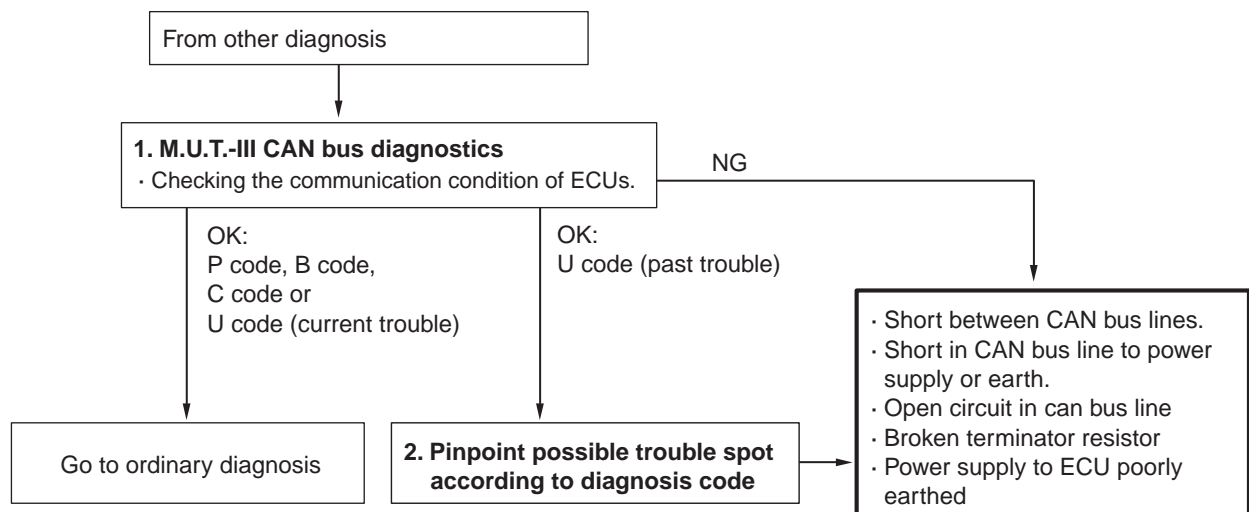 From other diagnosis
1. M.U.T.-III CAN bus diagnostics
· Checking the communication condition of ECUs.
NG
OK:
P code, B code,
C code or
U code (current trouble)
OK:
U code (past trouble)
Go to ordinary diagnosis
2. Pinpoint possible trouble spot
according to diagnosis code
· Short between CAN bus lines.
· Short in CAN bus line to power
supply or earth.
· Open circuit in can bus line
· Broken terminator resistor
· Power supply to ECU poorly
earthed